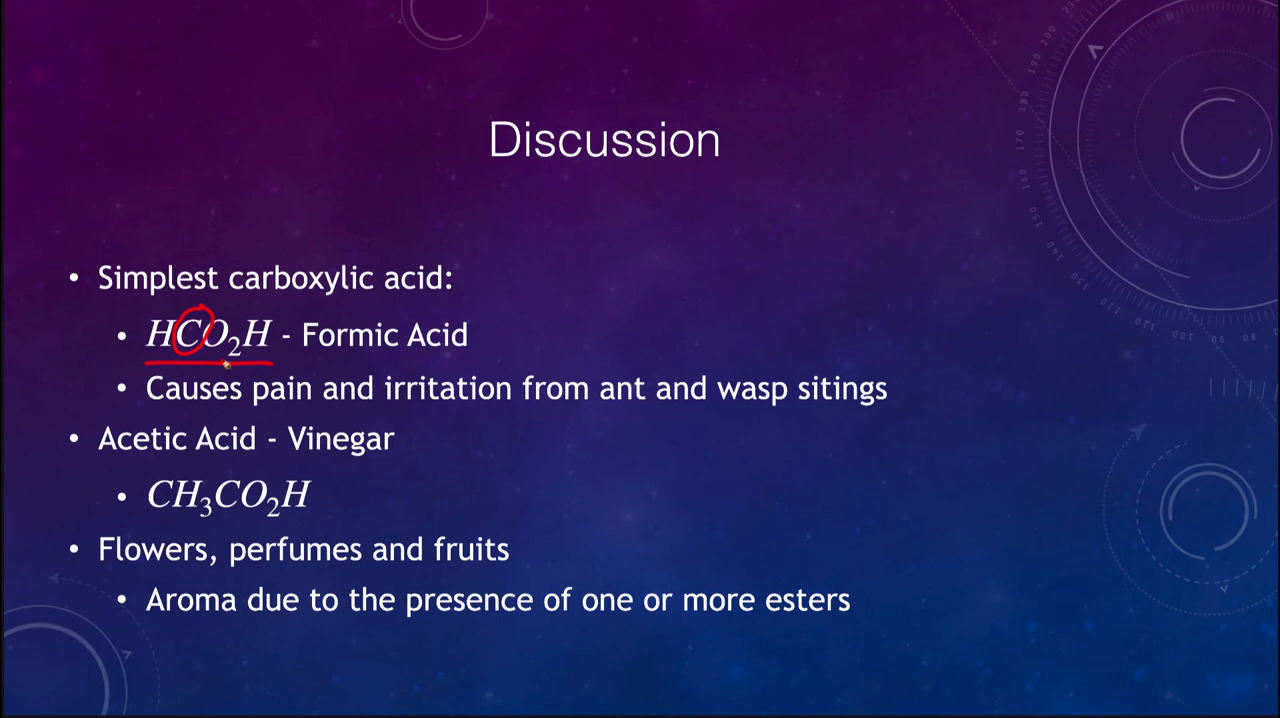 Discussion
• Simplest carboxylic acid:
• HCO₂H - Formic Acid
• Causes pain and irritation from ant and wasp sitings
• Acetic Acid - Vinegar
• CH₃CO₂H
• Flowers, perfumes and fruits
• Aroma due to the presence of one or more esters